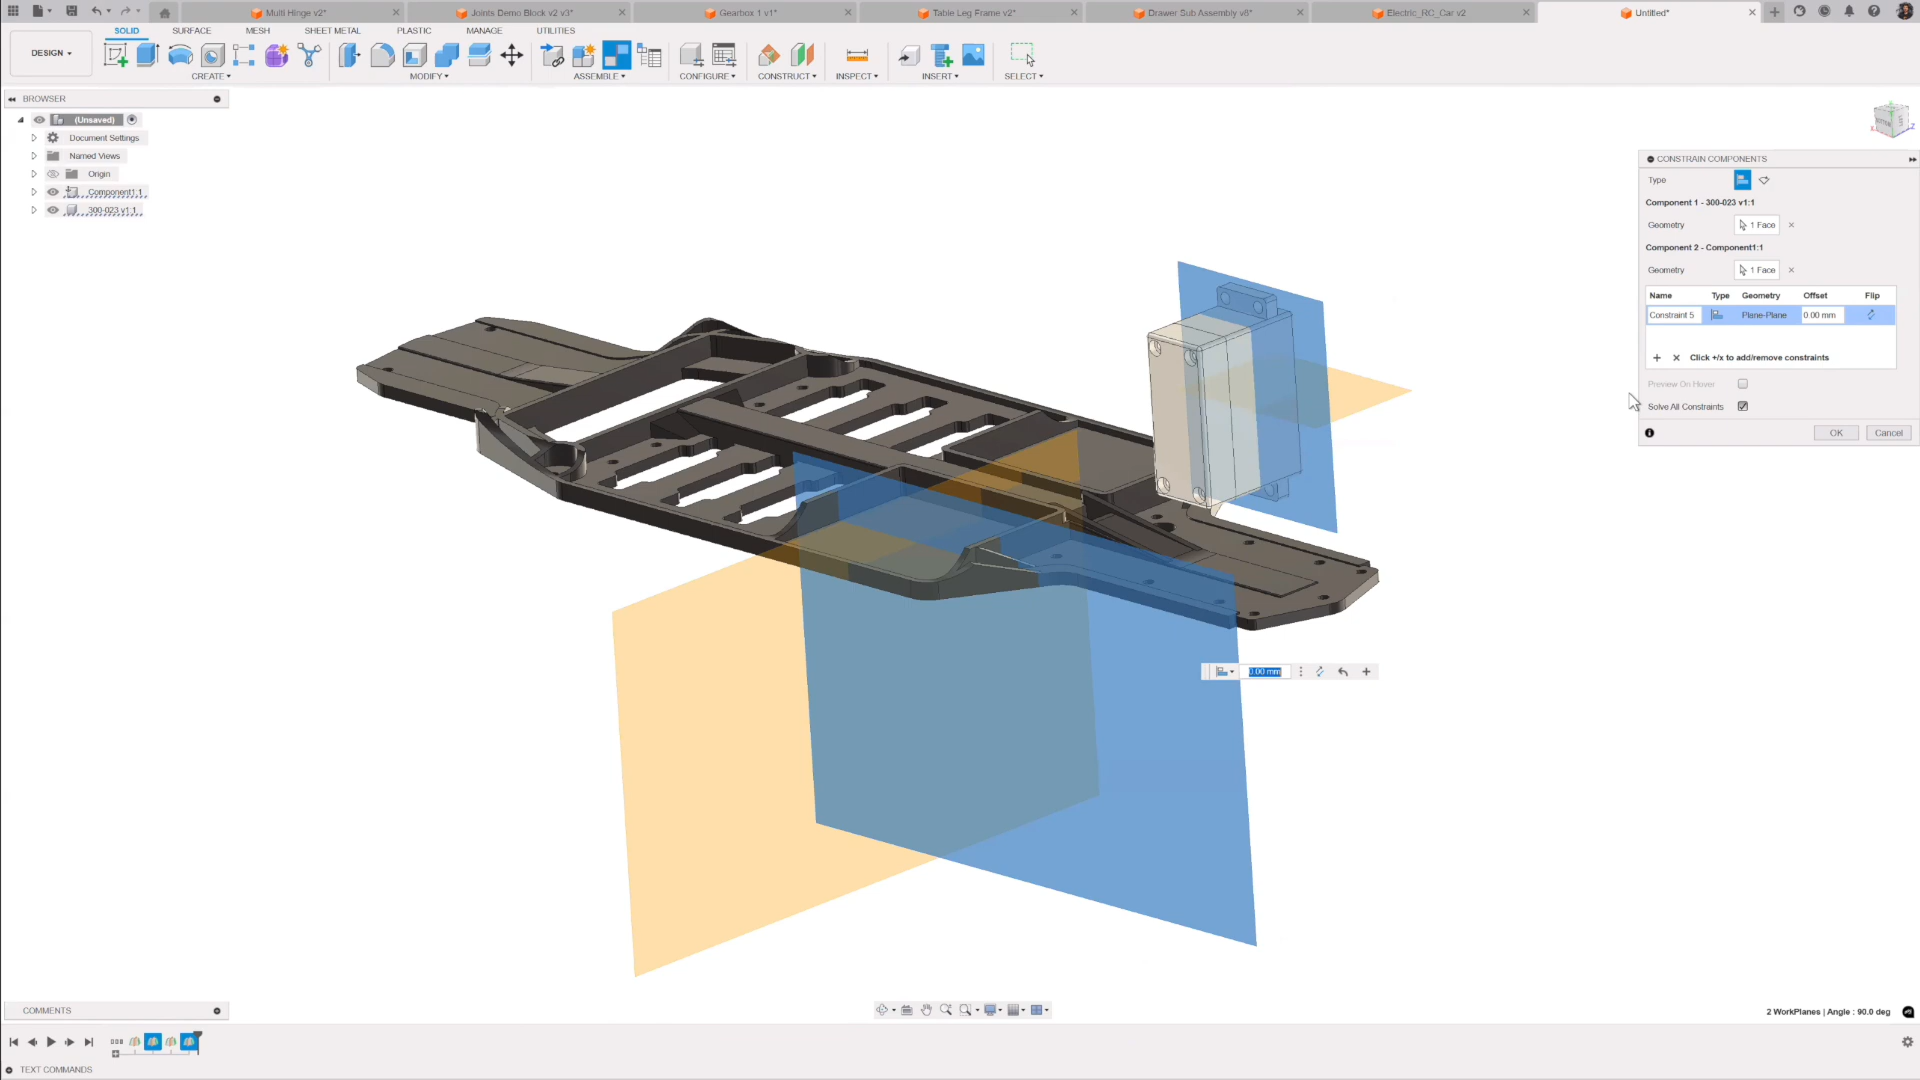 Multi Hinge v2*
Joints Demo Block v2 v3*
Gearbox 1 v1*
Table Leg Frame v2*
Drawer Sub Assembly v8*
Electric_RC_Car v2
Untitled*
SOLID
SURFACE
MESH
SHEET METAL
PLASTIC
MANAGE
UTILITIES
DESIGN
CREATE
MODIFY
ASSEMBLE
CONFIGURE
CONSTRUCT
INSPECT
INSERT
SELECT
BROWSER
(Unsaved)
Document Settings
Named Views
Origin
Component1:1
300-023 v1:1
BOTTOM
LEFT
X
Z
CONSTRAIN COMPONENTS
Type
Component 1 - 300-023 v1:1
Geometry 1 Face
Component 2 - Component1:1
Geometry 1 Face
Name Type Geometry Offset Flip
Constraint 5 Plane-Plane 0.00 mm
Click +/x to add/remove constraints
Preview On Hover
Solve All Constraints
OK Cancel
0.00 mm
COMMENTS
2 WorkPlanes | Angle : 90.0 deg
TEXT COMMANDS